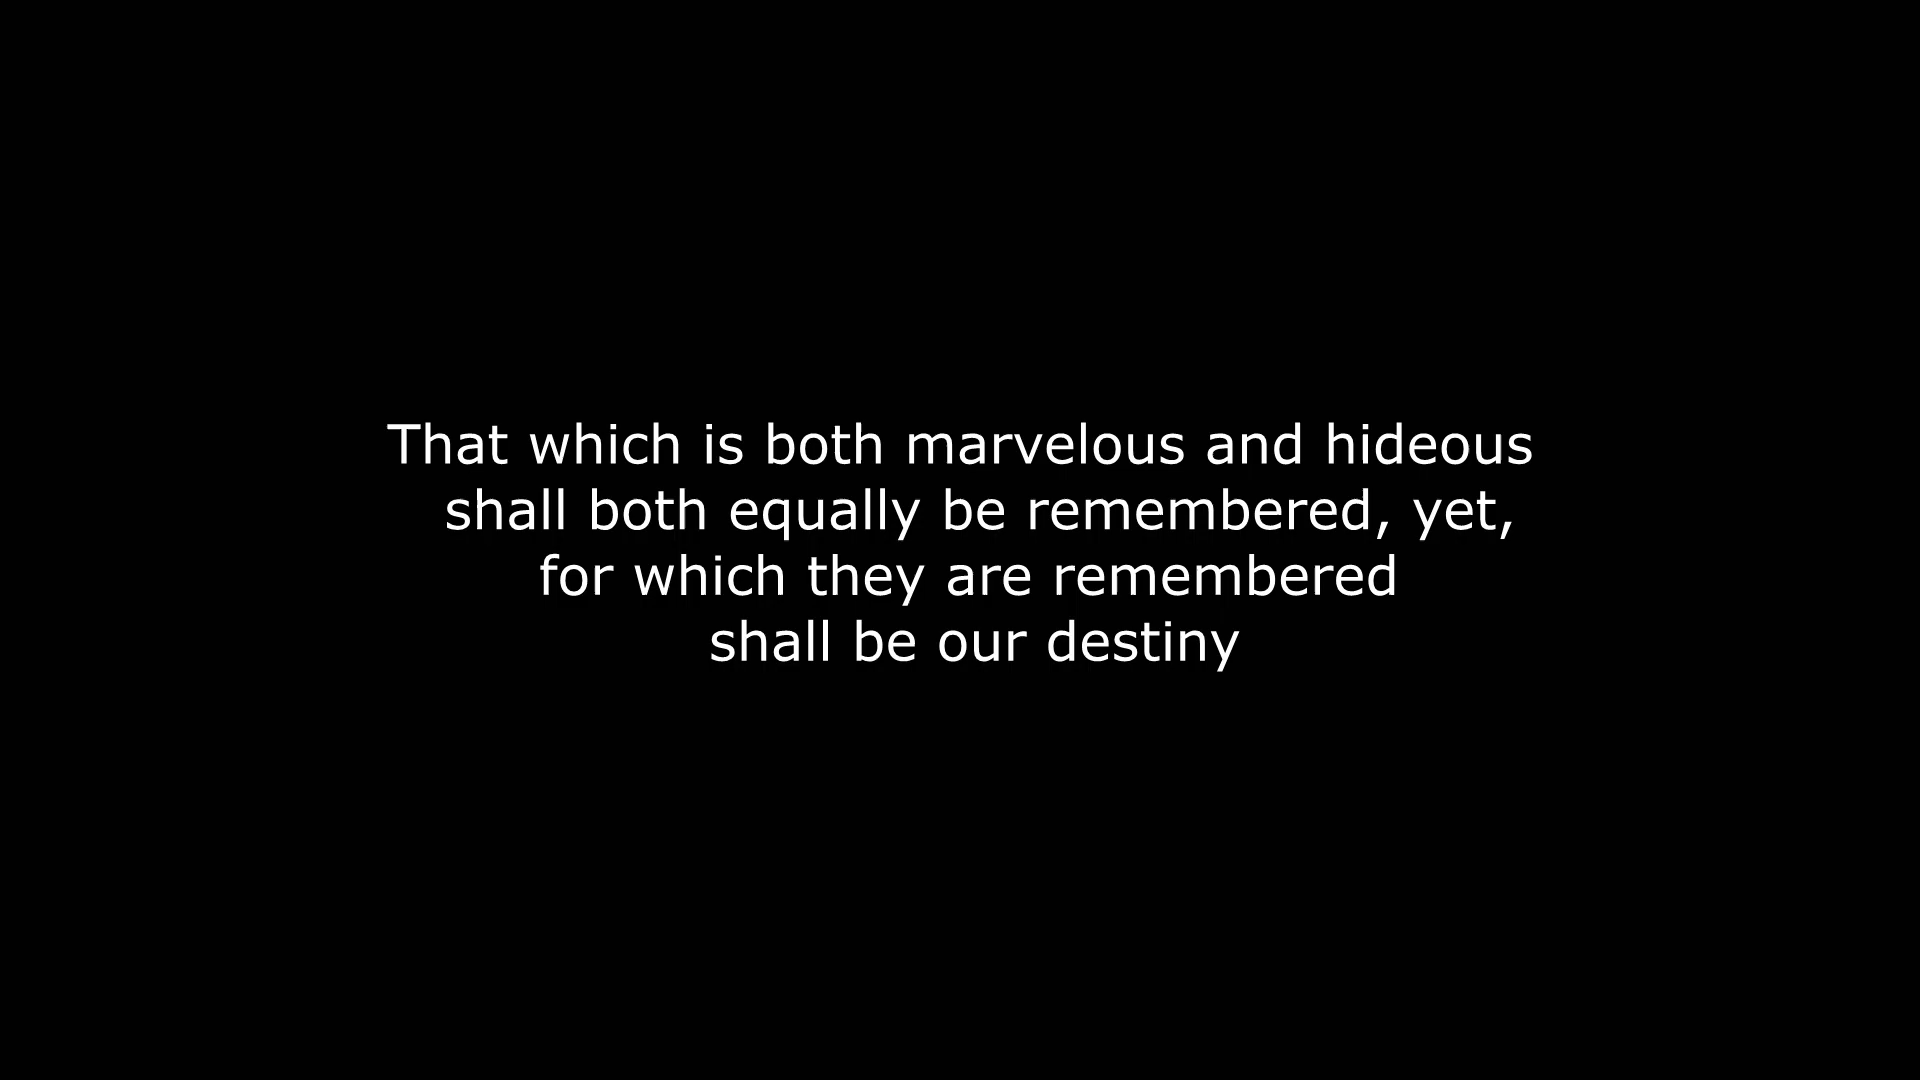 That which is both marvelous and hideous
shall both equally be remembered, yet,
for which they are remembered
shall be our destiny